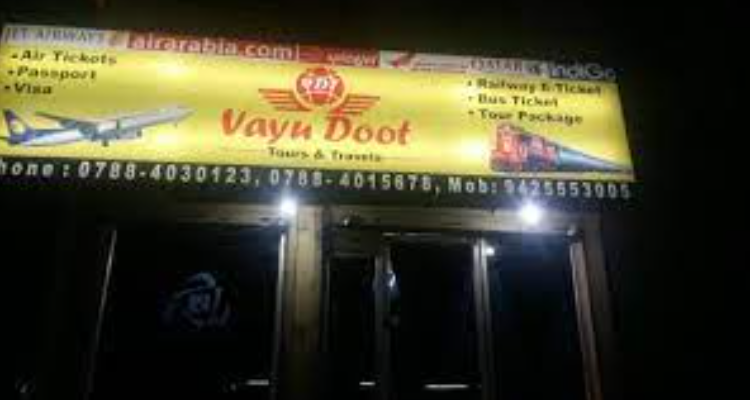 JET AIRWAYS airarabia.com spicejet QATAR IndiGo
• Air Tickets
• Passport
• Visa
Vayu Doot
Tours & Travels
• Railway E-Ticket
• Bus Ticket
• Tour Package
hone : 0788-4030123, 0788-4015678, Mob: 9425553005